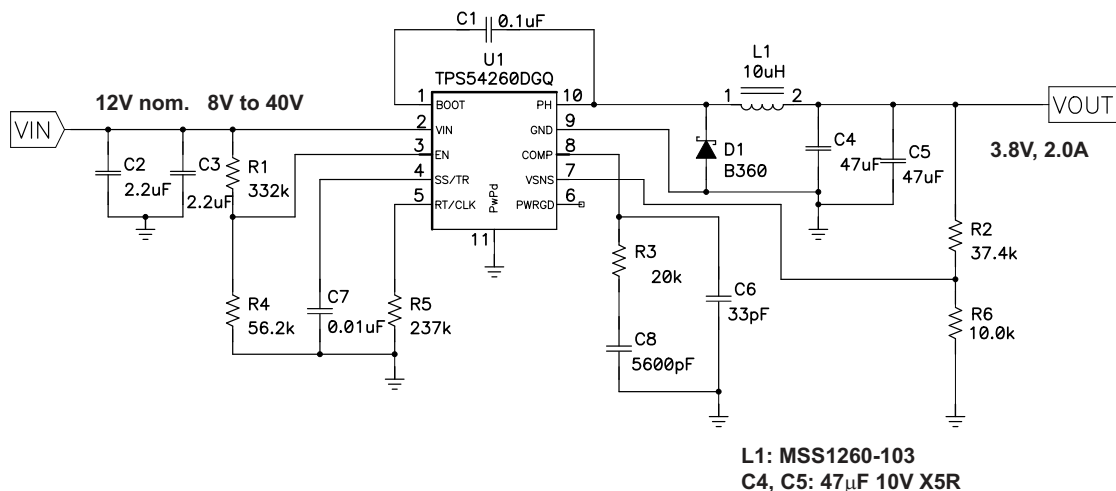 C1
0.1uF
U1
TPS54260DGQ
L1
10uH
12V nom. 8V to 40V
VIN
VOUT
3.8V, 2.0A
1 BOOT
2 VIN
3 EN
4 SS/TR
5 RT/CLK
PH 10
GND 9
COMP 8
VSNS 7
PWRGD 6
PwPd
11
1 2
C2
2.2uF
C3
2.2uF
R1
332k
D1
B360
C4
47uF
C5
47uF
R2
37.4k
R3
20k
R4
56.2k
C7
0.01uF
R5
237k
C6
33pF
R6
10.0k
C8
5600pF
L1: MSS1260-103
C4, C5: 47µF 10V X5R